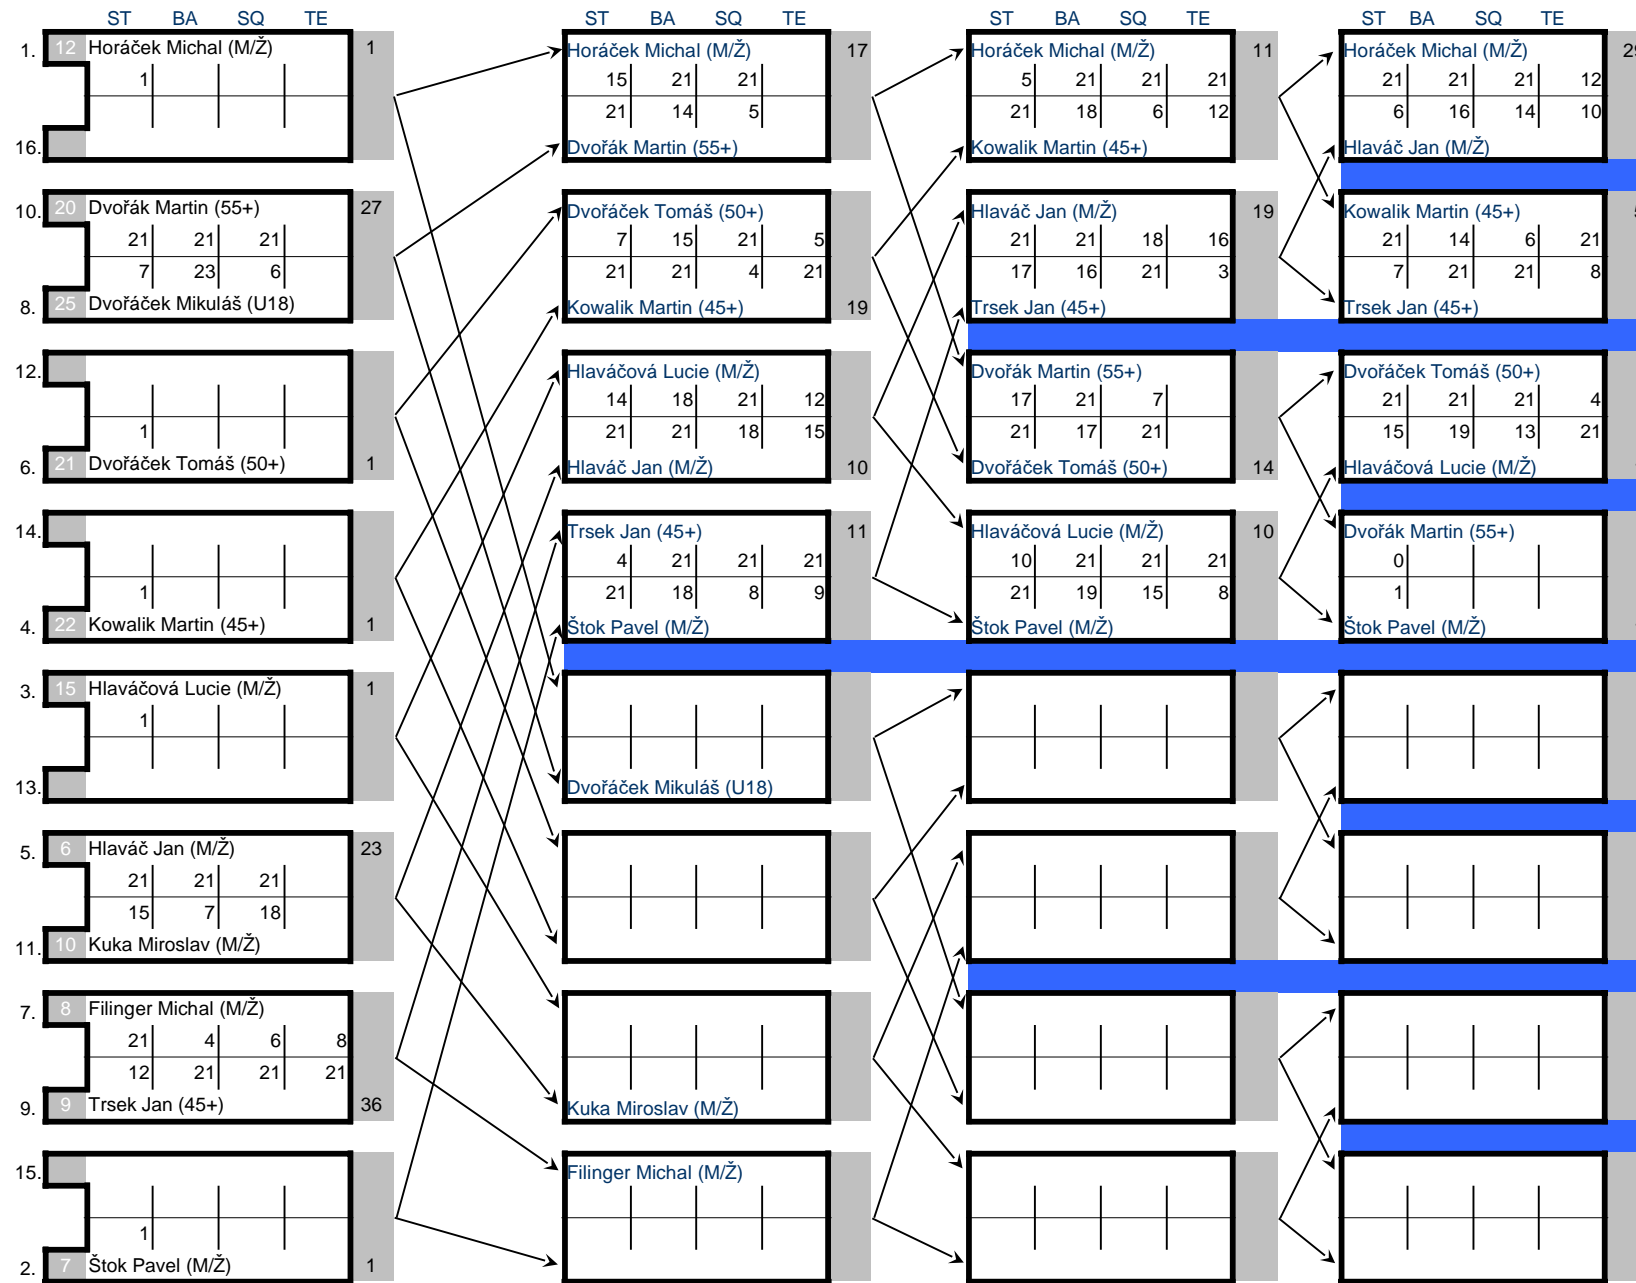 ST BA SQ TE ST BA SQ TE ST BA SQ TE ST BA SQ TE
1. 12 Horáček Michal (M/Ž) 1 Horáček Michal (M/Ž) 17 Horáček Michal (M/Ž) 11 Horáček Michal (M/Ž)
1 15 21 21 5 21 21 21 21 21 21 12
21 14 5 21 18 6 12 6 16 14 10
16. Dvořák Martin (55+) Kowalik Martin (45+) Hlaváč Jan (M/Ž)
10. 20 Dvořák Martin (55+) 27 Dvořáček Tomáš (50+) Hlaváč Jan (M/Ž) 19 Kowalik Martin (45+)
21 21 21 7 15 21 5 21 21 18 16 21 14 6 21
7 23 6 21 21 4 21 17 16 21 3 7 21 21 8
8. 25 Dvořáček Mikuláš (U18) Kowalik Martin (45+) 19 Trsek Jan (45+) Trsek Jan (45+)
12. Hlaváčová Lucie (M/Ž) Dvořák Martin (55+) Dvořáček Tomáš (50+)
14 18 21 12 17 21 7 21 21 21 4
1 21 21 18 15 21 17 21 15 19 13 21
6. 21 Dvořáček Tomáš (50+) 1 Hlaváč Jan (M/Ž) 10 Dvořáček Tomáš (50+) 14 Hlaváčová Lucie (M/Ž)
14. Trsek Jan (45+) 11 Hlaváčová Lucie (M/Ž) 10 Dvořák Martin (55+)
4 21 21 21 10 21 21 21 0
1 21 18 8 9 21 19 15 8 1
4. 22 Kowalik Martin (45+) 1 Štok Pavel (M/Ž) Štok Pavel (M/Ž) Štok Pavel (M/Ž)
3. 15 Hlaváčová Lucie (M/Ž) 1
1
13. Dvořáček Mikuláš (U18)
5. 6 Hlaváč Jan (M/Ž) 23
21 21 21
15 7 18
11. 10 Kuka Miroslav (M/Ž)
7. 8 Filinger Michal (M/Ž)
21 4 6 8
12 21 21 21
9. 9 Trsek Jan (45+) 36 Kuka Miroslav (M/Ž)
15. Filinger Michal (M/Ž)
1
2. 7 Štok Pavel (M/Ž) 1